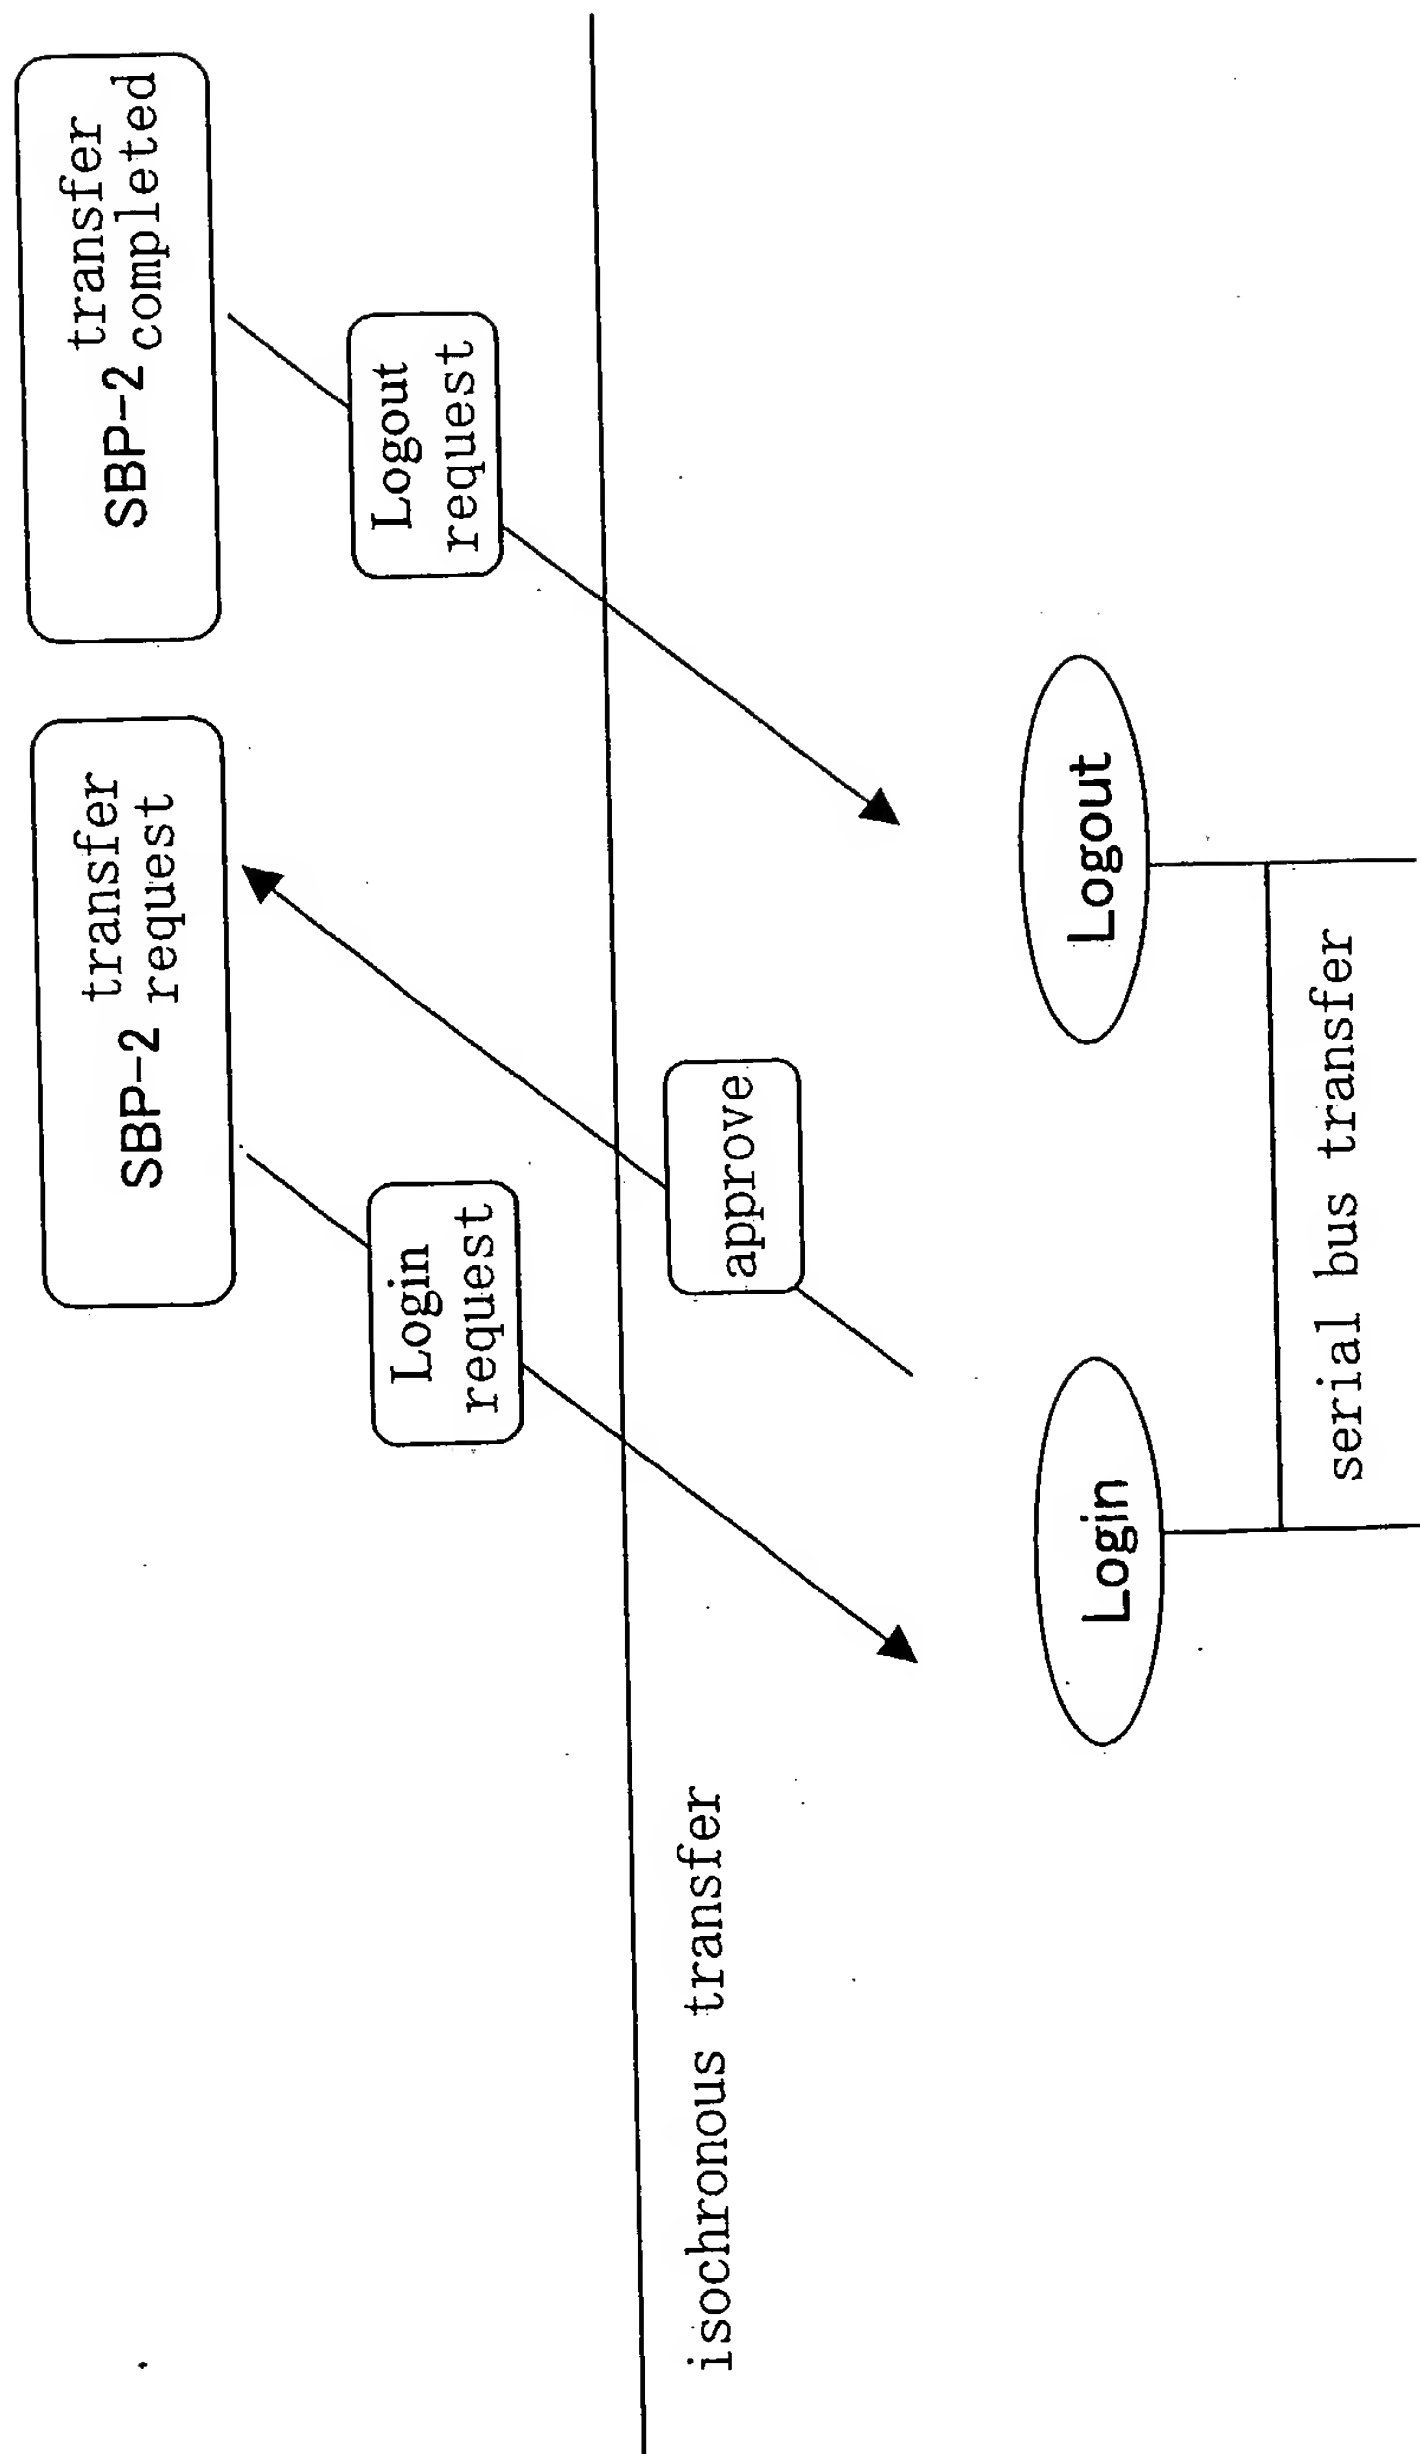 SBP-2 transfer
request
SBP-2 transfer
completed
Login
request
Logout
request
isochronous transfer
approve
Login
Logout
serial bus transfer